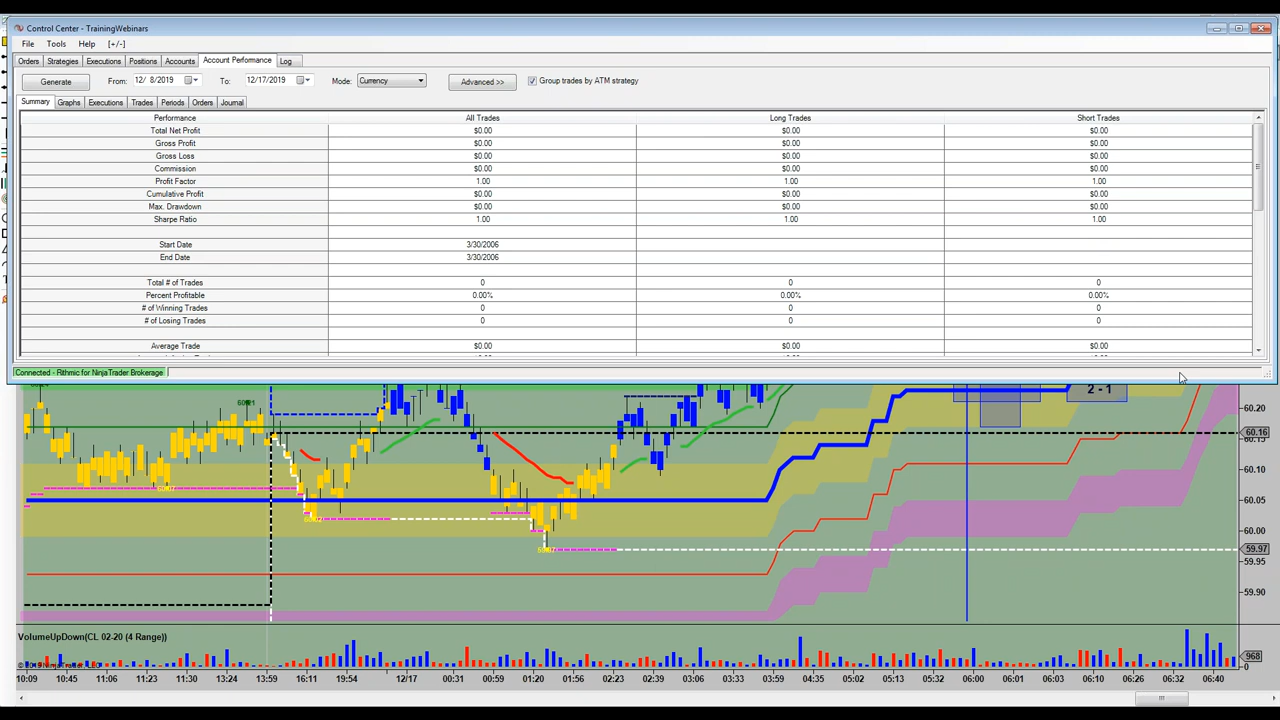 Control Center - TrainingWebinars
File Tools Help [+/-]
Orders Strategies Executions Positions Accounts Account Performance Log
Generate From: 12/ 8/2019 To: 12/17/2019 Mode: Currency Advanced >> Group trades by ATM strategy
Summary Graphs Executions Trades Periods Orders Journal
Performance All Trades Long Trades Short Trades
Total Net Profit $0.00 $0.00 $0.00
Gross Profit $0.00 $0.00 $0.00
Gross Loss $0.00 $0.00 $0.00
Commission $0.00 $0.00 $0.00
Profit Factor 1.00 1.00 1.00
Cumulative Profit $0.00 $0.00 $0.00
Max. Drawdown $0.00 $0.00 $0.00
Sharpe Ratio 1.00 1.00 1.00
Start Date 3/30/2006
End Date 3/30/2006
Total # of Trades 0 0 0
Percent Profitable 0.00% 0.00% 0.00%
# of Winning Trades 0 0 0
# of Losing Trades 0 0 0
Average Trade $0.00 $0.00 $0.00
Connected - Rithmic for NinjaTrader Brokerage
2 - 1
60.20
60.16
60.10
60.05
60.00
59.97
59.95
59.90
VolumeUpDown(CL 02-20 (4 Range))
968
0
10:09 10:45 11:23 12:23 13:59 16:11 19:54 12/17 00:31 01:20 01:56 02:23 02:39 03:06 03:18 03:59 04:35 05:02 05:13 05:32 06:00 06:01 06:03 06:10 06:26 06:32 06:40